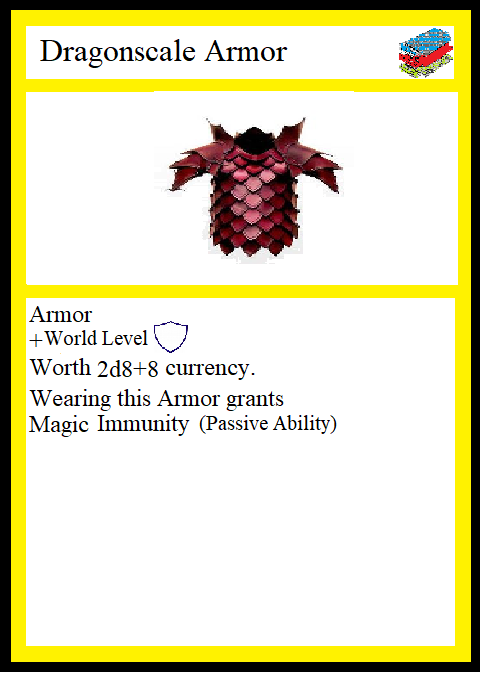 Dragonscale Armor
Armor
+World Level
Worth 2d8+8 currency.
Wearing this Armor grants
Magic Immunity (Passive Ability)